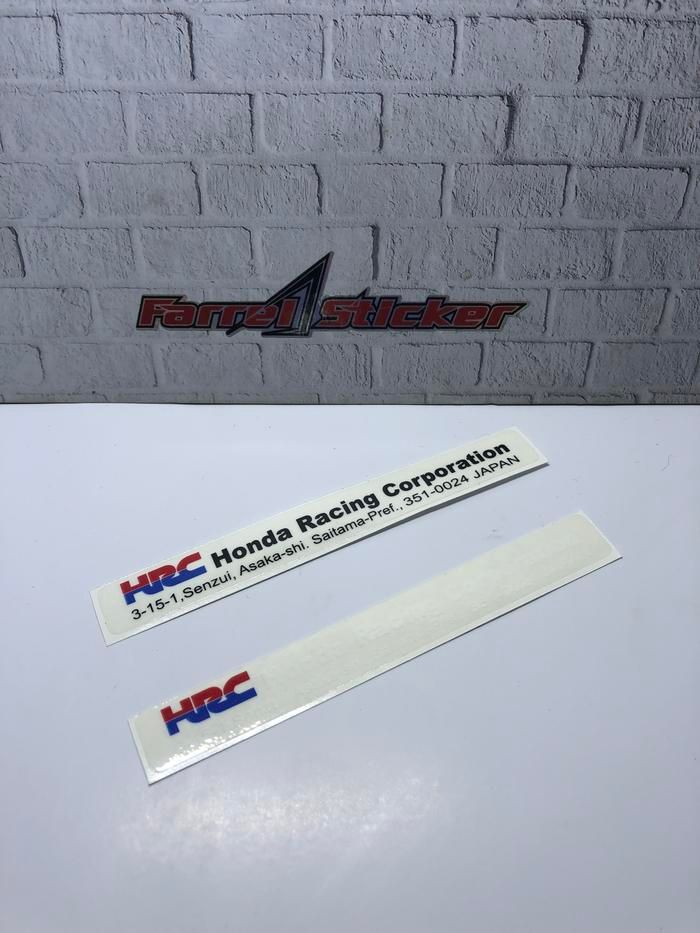 Farrel Sticker
HRC Honda Racing Corporation
3-15-1,Senzui, Asaka-shi. Saitama-Pref., 351-0024 JAPAN
HRC